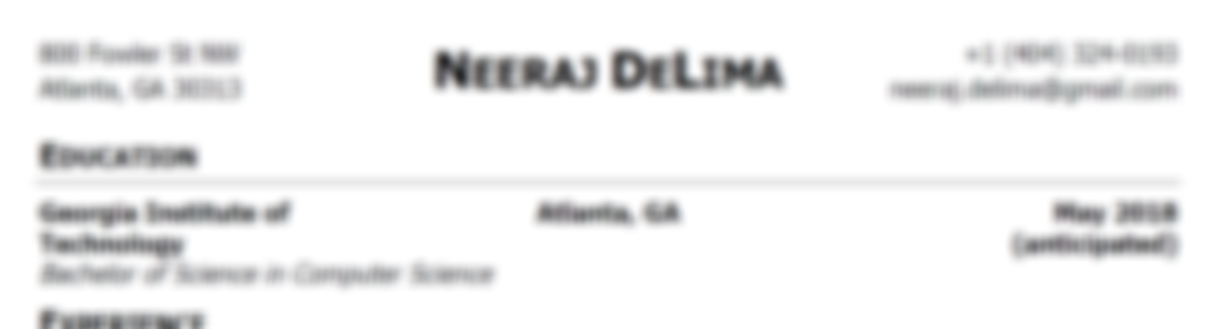 800 Fowler St NW
Atlanta, GA 30313
NEERAJ DELIMA
+1 (404) 324-0193
neeraj.delima@gmail.com
EDUCATION
Georgia Institute of Technology
Atlanta, GA
May 2018
(anticipated)
Bachelor of Science in Computer Science
EXPERIENCE